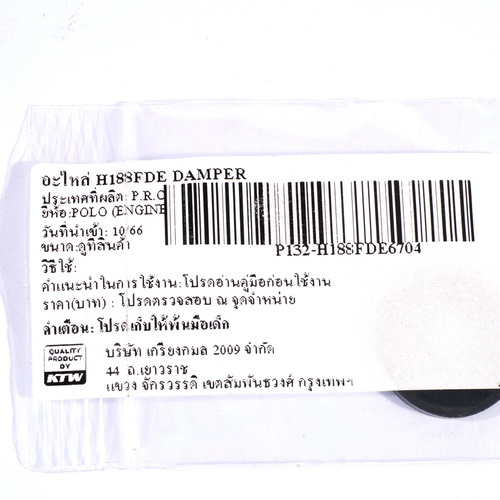 อะไหล่ H188FDE DAMPER
ประเทศที่ผลิต: P.R.C
ยี่ห้อ:POLO (ENGINE
วันที่นำเข้า: 10/66
ขนาด:ดูที่สินค้า
P132-H188FDE6704
วิธีใช้:
คำแนะนำในการใช้งาน:โปรดอ่านคู่มือก่อนใช้งาน
ราคา(บาท) : โปรดตรวจสอบ ณ จุดจำหน่าย
คำเตือน: โปรดเก็บให้พ้นมือเด็ก
QUALITY
PRODUCT
BY
KTW
บริษัท เกรียงกมล 2009 จำกัด
44 ถ.เยาวราช
แขวง จักรวรรดิ เขตสัมพันธวงศ์ กรุงเทพฯ